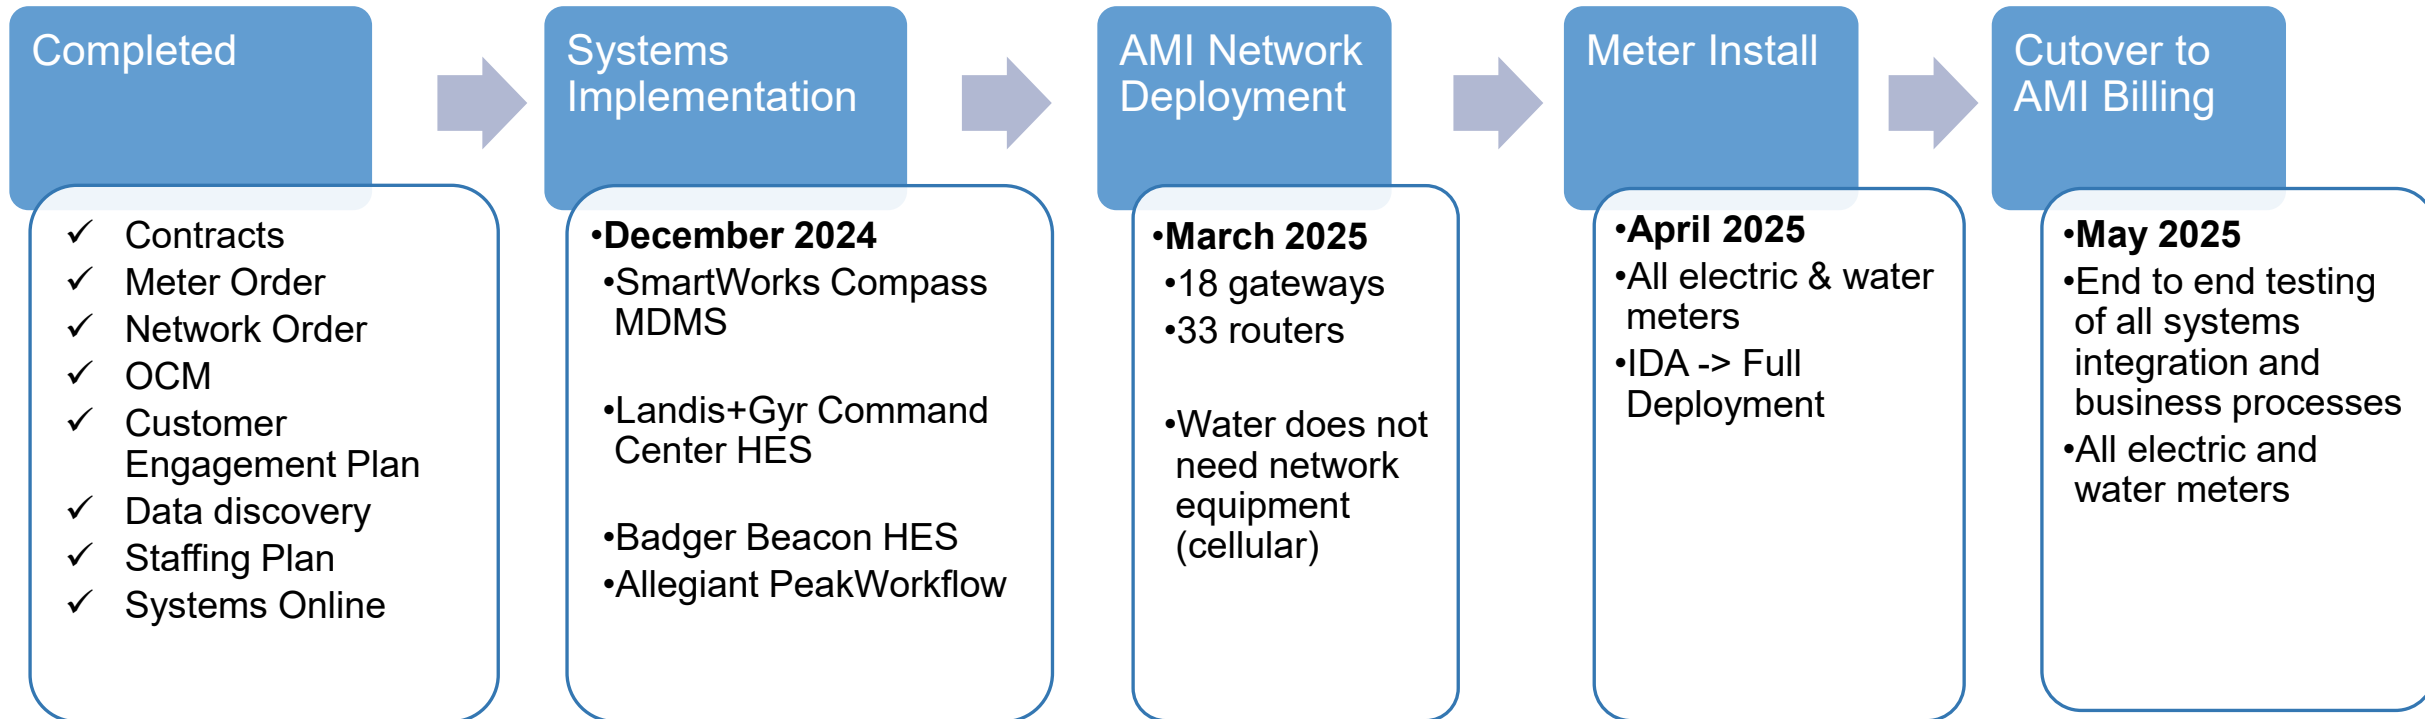 Completed
✓ Contracts
✓ Meter Order
✓ Network Order
✓ OCM
✓ Customer
Engagement Plan
✓ Data discovery
✓ Staffing Plan
✓ Systems Online
Systems
Implementation
•December 2024
•SmartWorks Compass
MDMS
•Landis+Gyr Command
Center HES
•Badger Beacon HES
•Allegiant PeakWorkflow
AMI Network
Deployment
•March 2025
•18 gateways
•33 routers
•Water does not
need network
equipment
(cellular)
Meter Install
•April 2025
•All electric & water
meters
•IDA -> Full
Deployment
Cutover to
AMI Billing
•May 2025
•End to end testing
of all systems
integration and
business processes
•All electric and
water meters